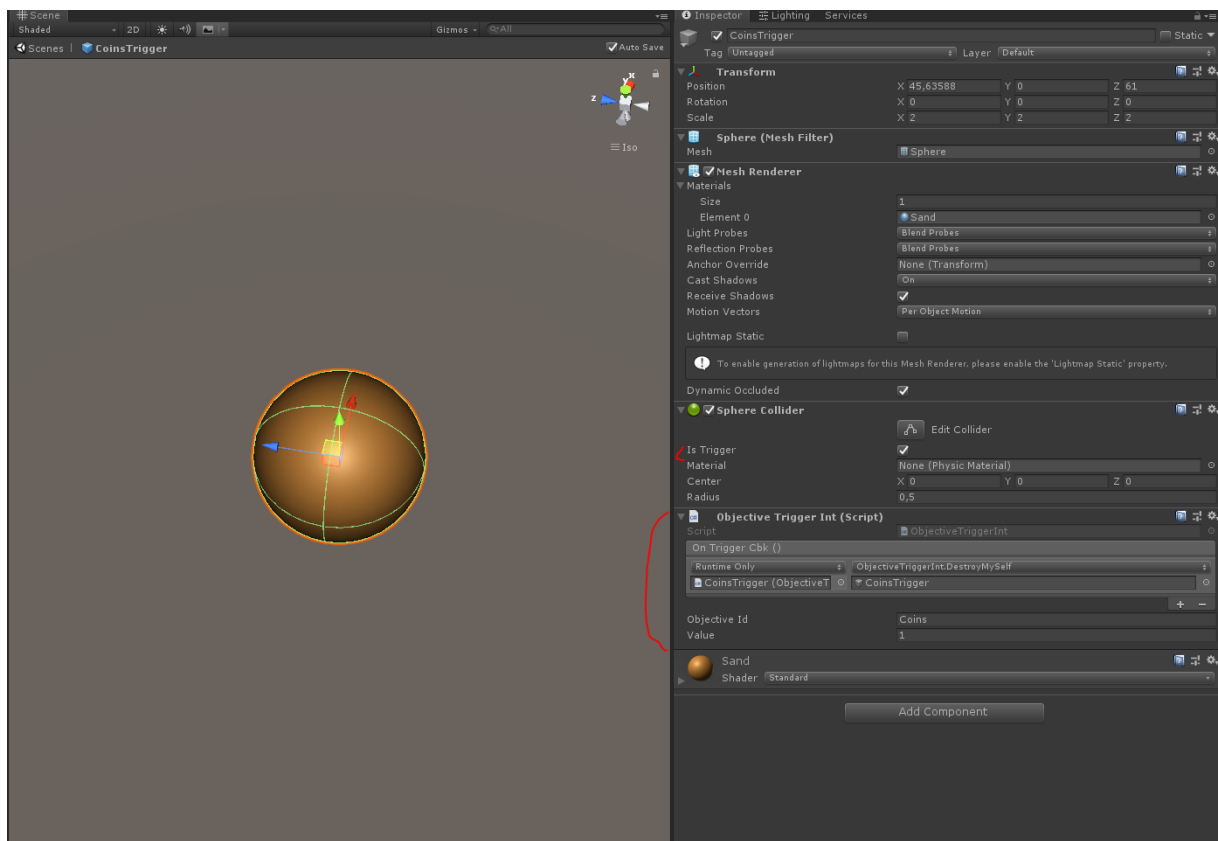 Scene
Shaded 2D Gizmos All
Scenes CoinsTrigger Auto Save
y x
z
Iso
Inspector Lighting Services
CoinsTrigger Static
Tag Untagged Layer Default
Transform
Position X 45,63588 Y 0 Z 61
Rotation X 0 Y 0 Z 0
Scale X 2 Y 2 Z 2
Sphere (Mesh Filter)
Mesh Sphere
Mesh Renderer
Materials
Size 1
Element 0 Sand
Light Probes Blend Probes
Reflection Probes Blend Probes
Anchor Override None (Transform)
Cast Shadows On
Receive Shadows
Motion Vectors Per Object Motion
Lightmap Static
To enable generation of lightmaps for this Mesh Renderer, please enable the 'Lightmap Static' property.
Dynamic Occluded
Sphere Collider
Edit Collider
Is Trigger
Material None (Physic Material)
Center X 0 Y 0 Z 0
Radius 0,5
Objective Trigger Int (Script)
Script ObjectiveTriggerInt
On Trigger Cbk ()
Runtime Only ObjectiveTriggerInt.DestroyMySelf
CoinsTrigger (ObjectiveT CoinsTrigger
+ −
Objective Id Coins
Value 1
Sand
Shader Standard
Add Component